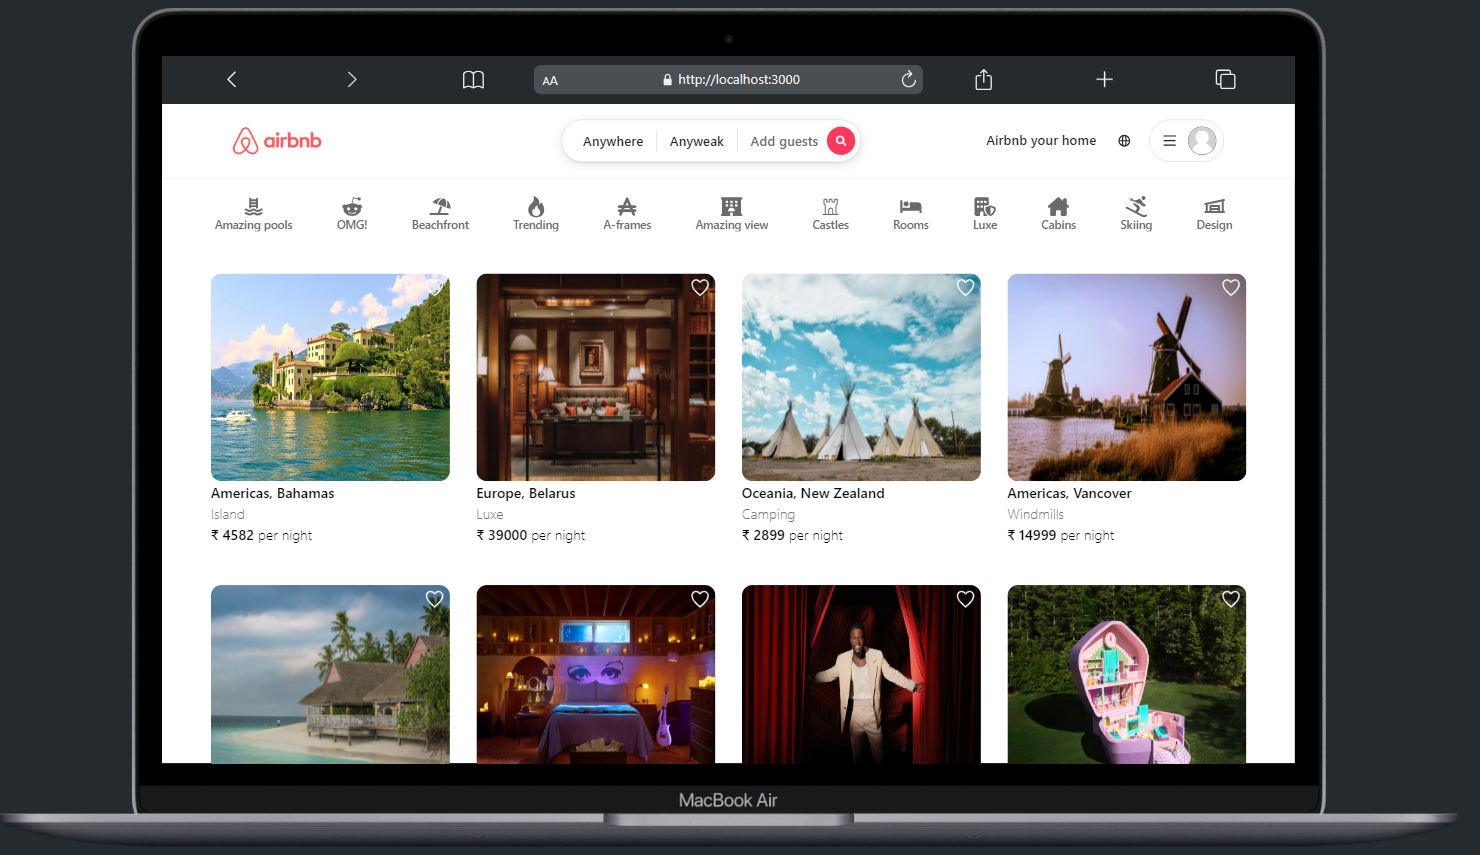 AA http://localhost:3000
airbnb Anywhere Anyweak Add guests Airbnb your home
Amazing pools OMG! Beachfront Trending A-frames Amazing view Castles Rooms Luxe Cabins Skiing Design
Americas, Bahamas Europe, Belarus Oceania, New Zealand Americas, Vancover
Island Luxe Camping Windmills
₹ 4582 per night ₹ 39000 per night ₹ 2899 per night ₹ 14999 per night
MacBook Air